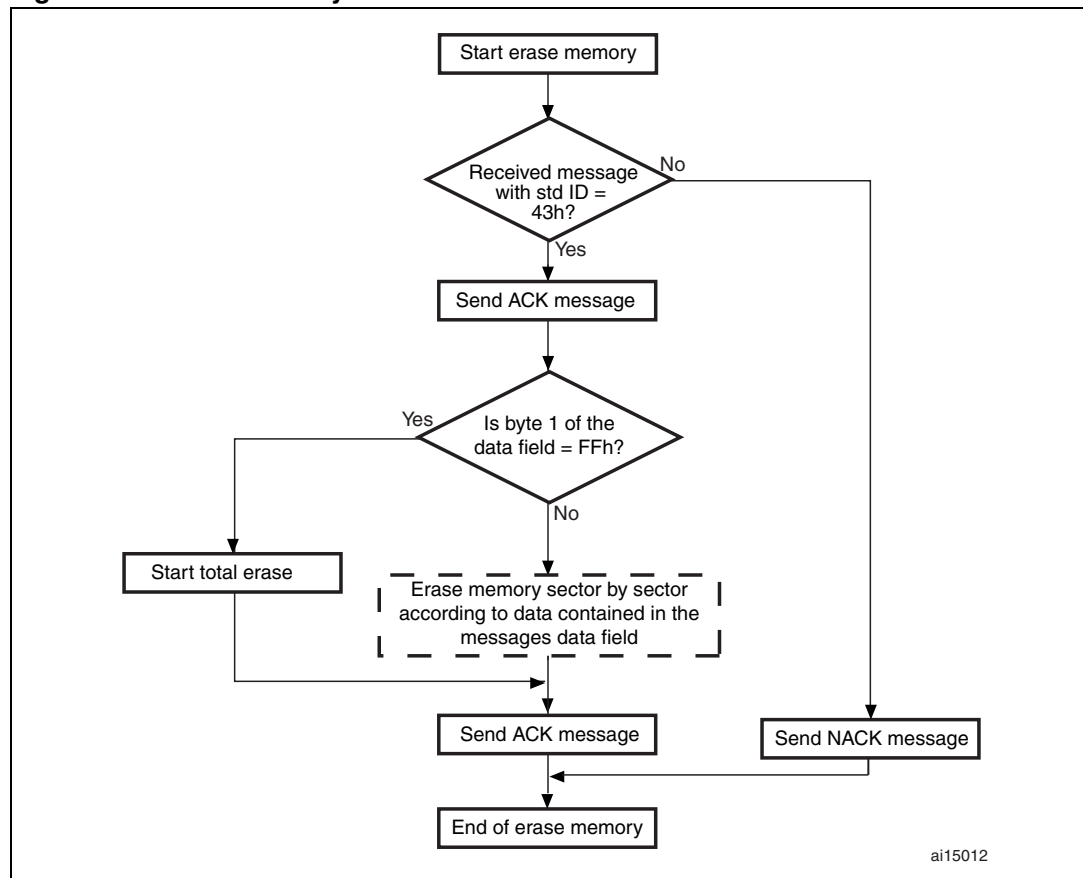 Start erase memory
Received message
with std ID =
43h?
No
Yes
Send ACK message
Is byte 1 of the
data field = FFh?
Yes
No
Start total erase
Erase memory sector by sector
according to data contained in the
messages data field
Send ACK message
Send NACK message
End of erase memory
ai15012